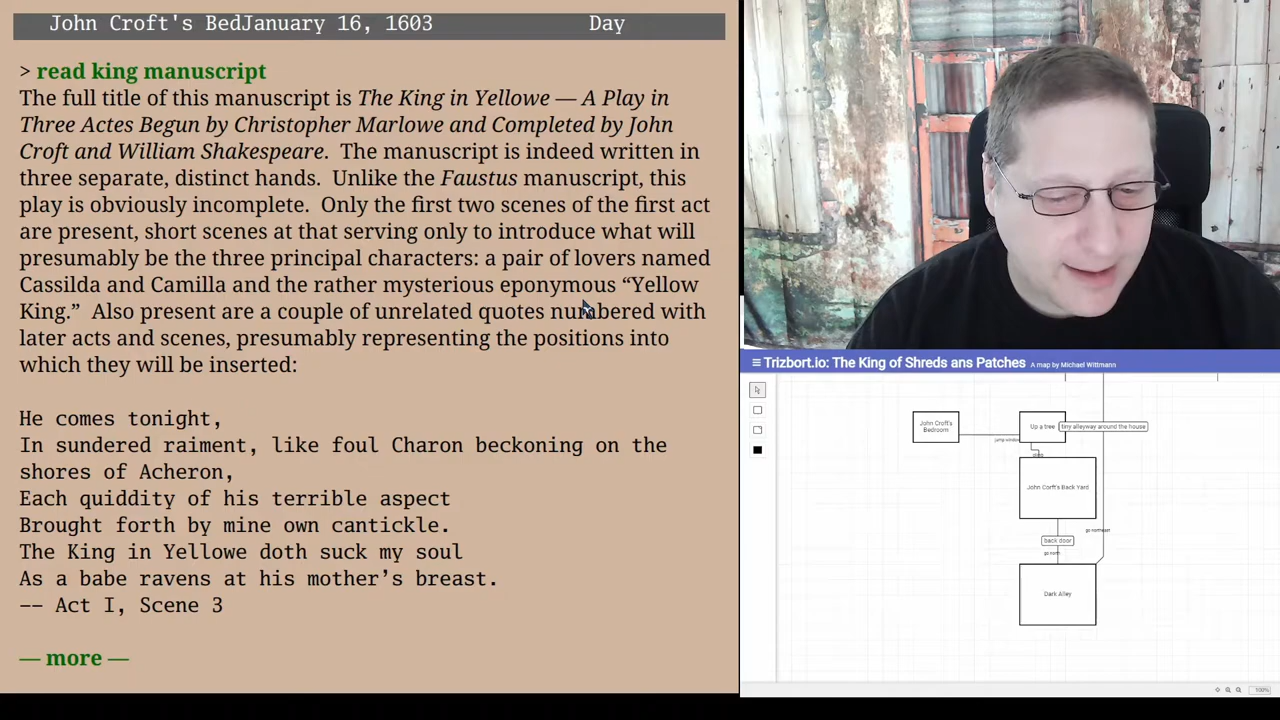 John Croft's BedJanuary 16, 1603 Day
> read king manuscript
The full title of this manuscript is The King in Yellowe — A Play in
Three Actes Begun by Christopher Marlowe and Completed by John
Croft and William Shakespeare. The manuscript is indeed written in
three separate, distinct hands. Unlike the Faustus manuscript, this
play is obviously incomplete. Only the first two scenes of the first act
are present, short scenes at that serving only to introduce what will
presumably be the three principal characters: a pair of lovers named
Cassilda and Camilla and the rather mysterious eponymous “Yellow
King.” Also present are a couple of unrelated quotes numbered with
later acts and scenes, presumably representing the positions into
which they will be inserted:
He comes tonight,
In sundered raiment, like foul Charon beckoning on the
shores of Acheron,
Each quiddity of his terrible aspect
Brought forth by mine own cantickle.
The King in Yellowe doth suck my soul
As a babe ravens at his mother’s breast.
-- Act I, Scene 3
— more —
Trizbort.io: The King of Shreds ans Patches A map by Michael Wittmann
John Croft's
Bedroom
Up a tree
tiny alleyway around the house
jump window
John Corft's Back Yard
go northeast
back door
go north
Dark Alley
100%